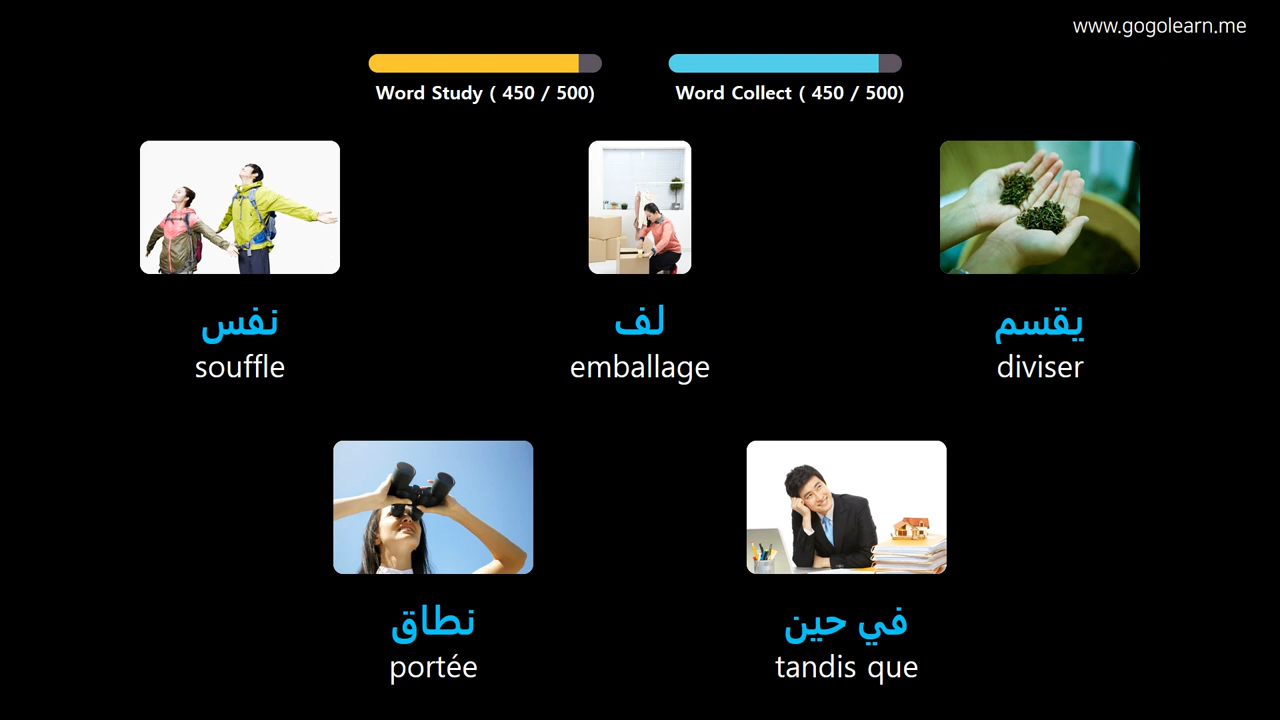 www.gogolearn.me
Word Study ( 450 / 500)
Word Collect ( 450 / 500)
نفس
souffle
لف
emballage
يقسم
diviser
نطاق
portée
في حين
tandis que